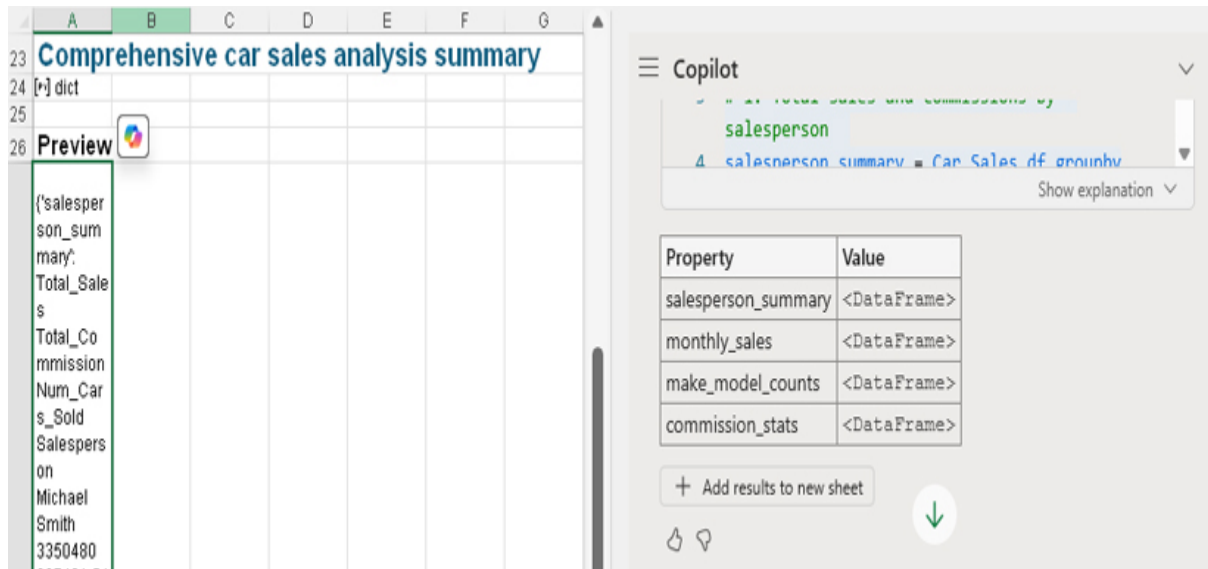 A B C D E F G
23 Comprehensive car sales analysis summary
24 dict
25
26 Preview
{'salesper
son_sum
mary':
Total_Sale
s
Total_Co
mmission
Num_Car
s_Sold
Salespers
on
Michael
Smith
3350480
Copilot
salesperson
4 salesperson_summary = Car_Sales_df.groupby
Show explanation
Property Value
salesperson_summary <DataFrame>
monthly_sales <DataFrame>
make_model_counts <DataFrame>
commission_stats <DataFrame>
+ Add results to new sheet